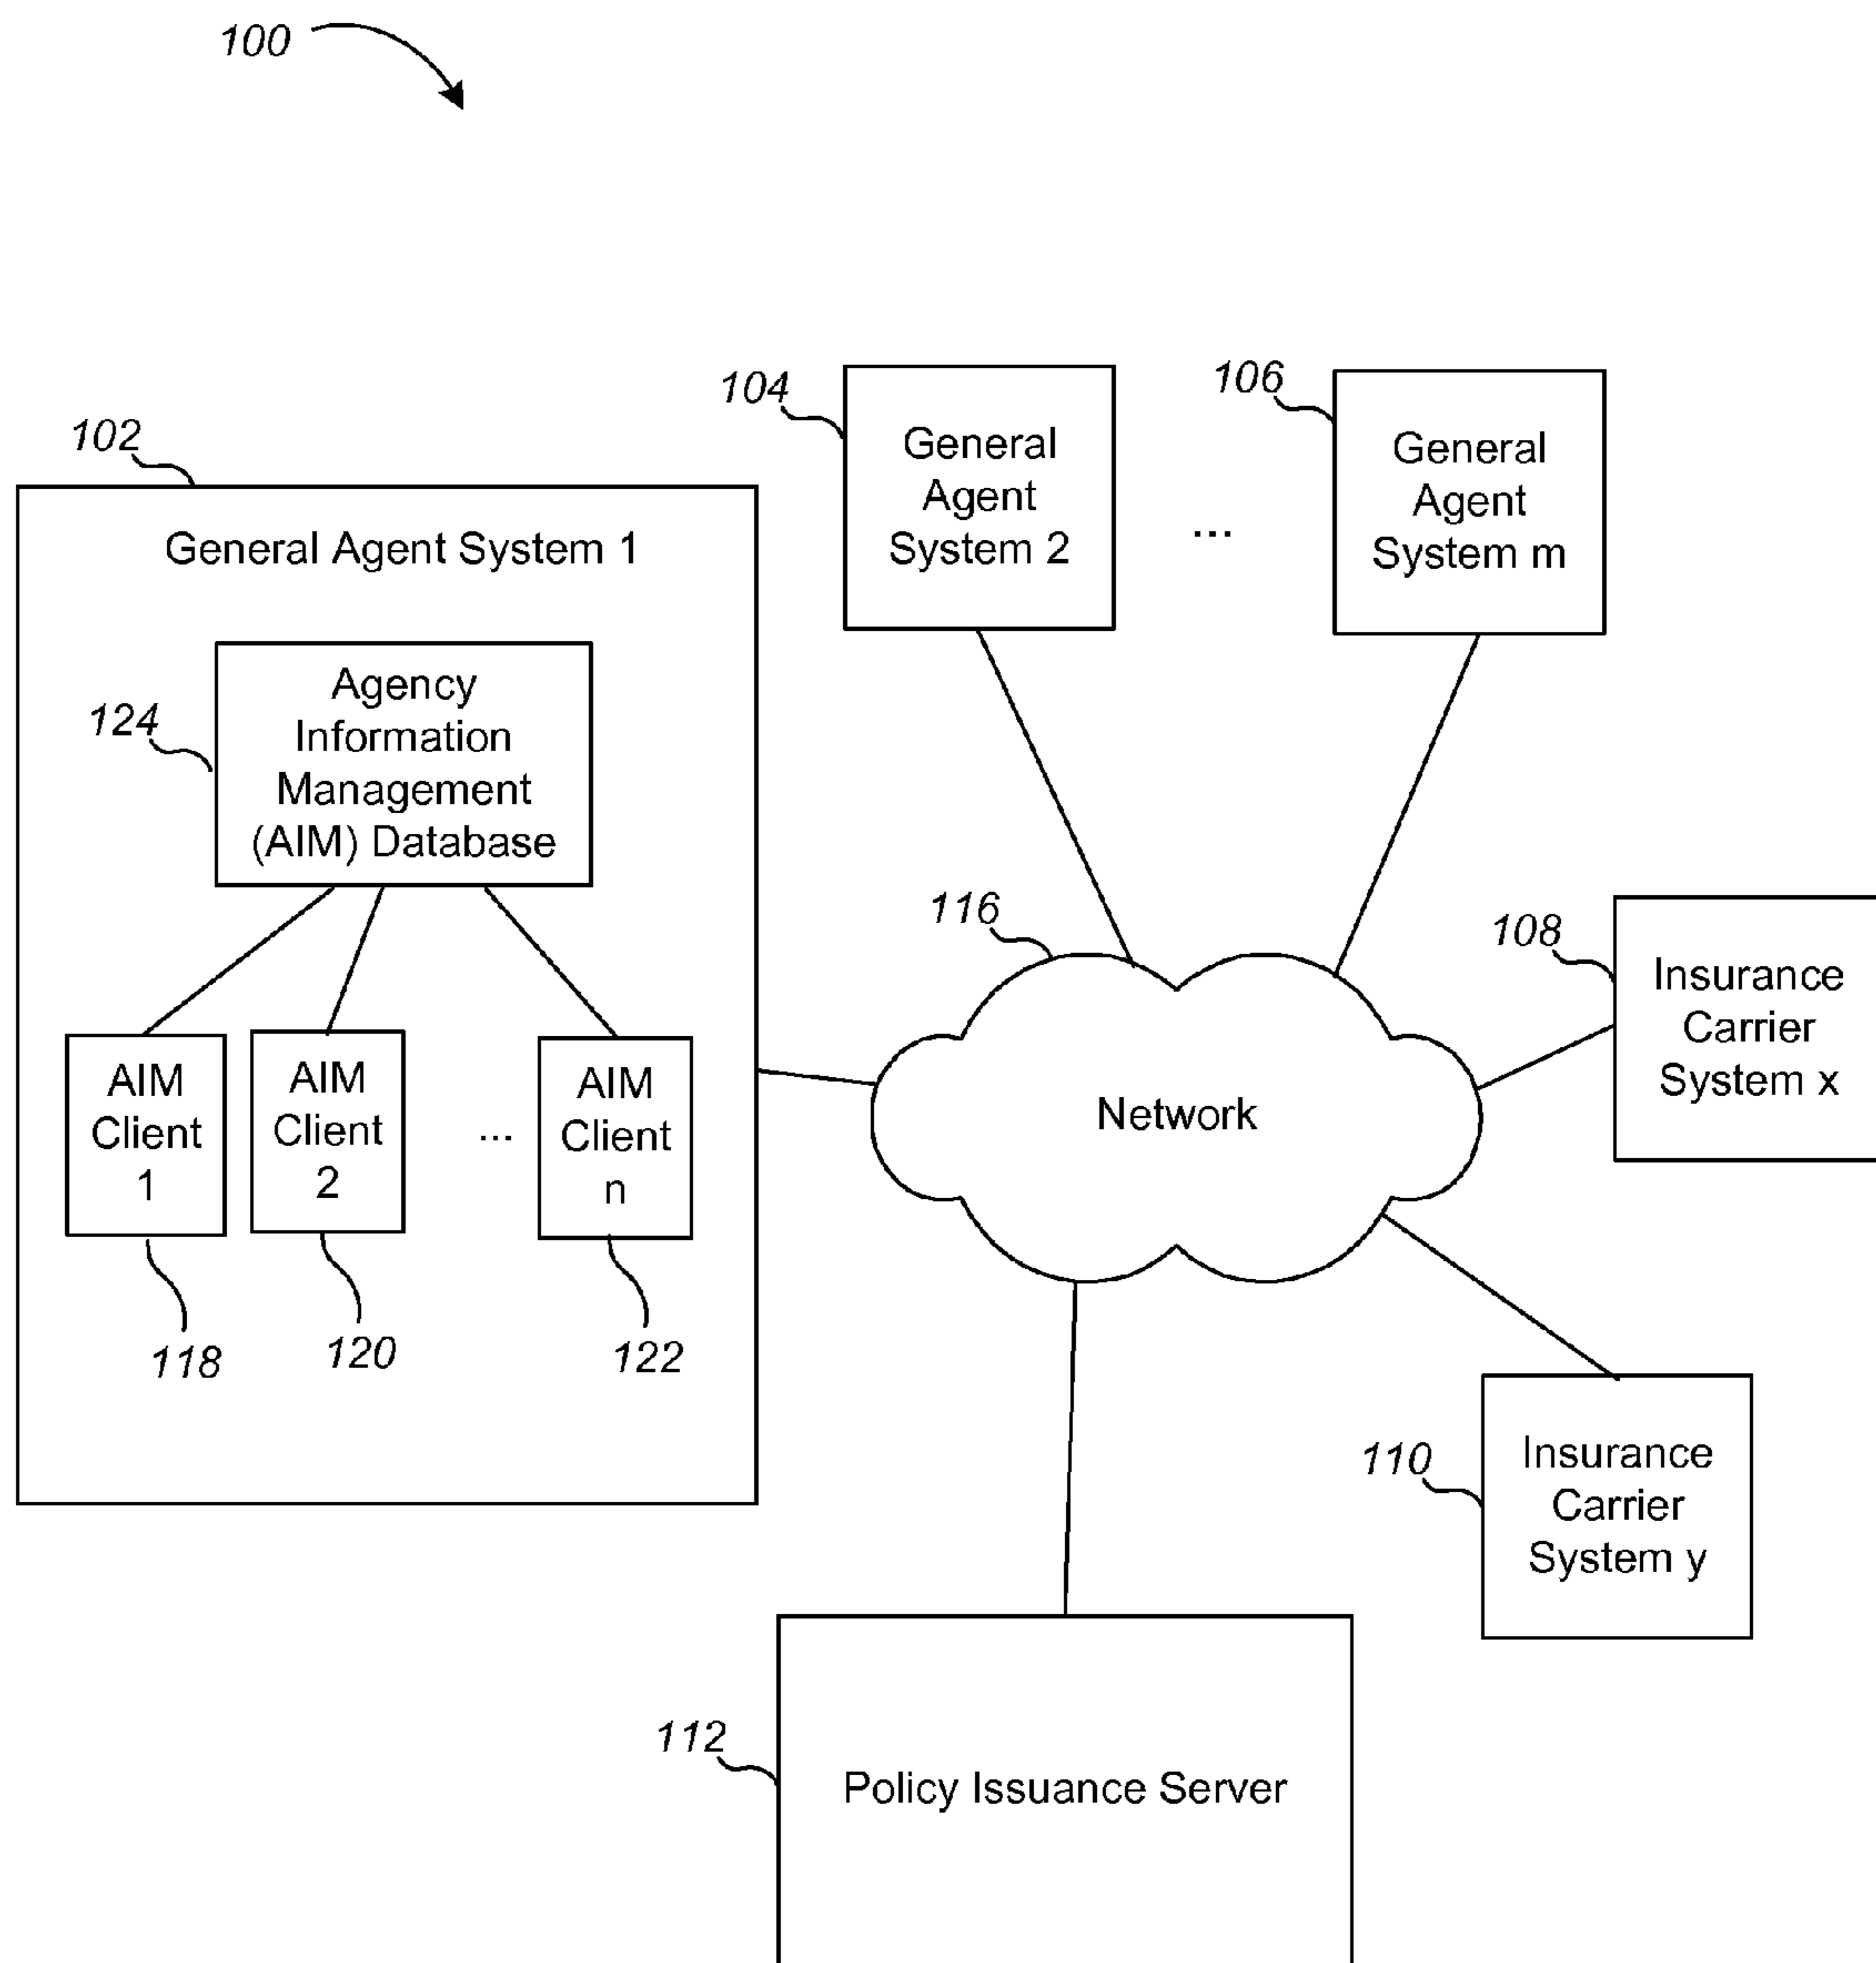 100
102
General Agent System 1
124
Agency
Information
Management
(AIM) Database
AIM
Client
1
AIM
Client
2
...
AIM
Client
n
118
120
122
104
General
Agent
System 2
...
106
General
Agent
System m
116
Network
108
Insurance
Carrier
System x
110
Insurance
Carrier
System y
112
Policy Issuance Server